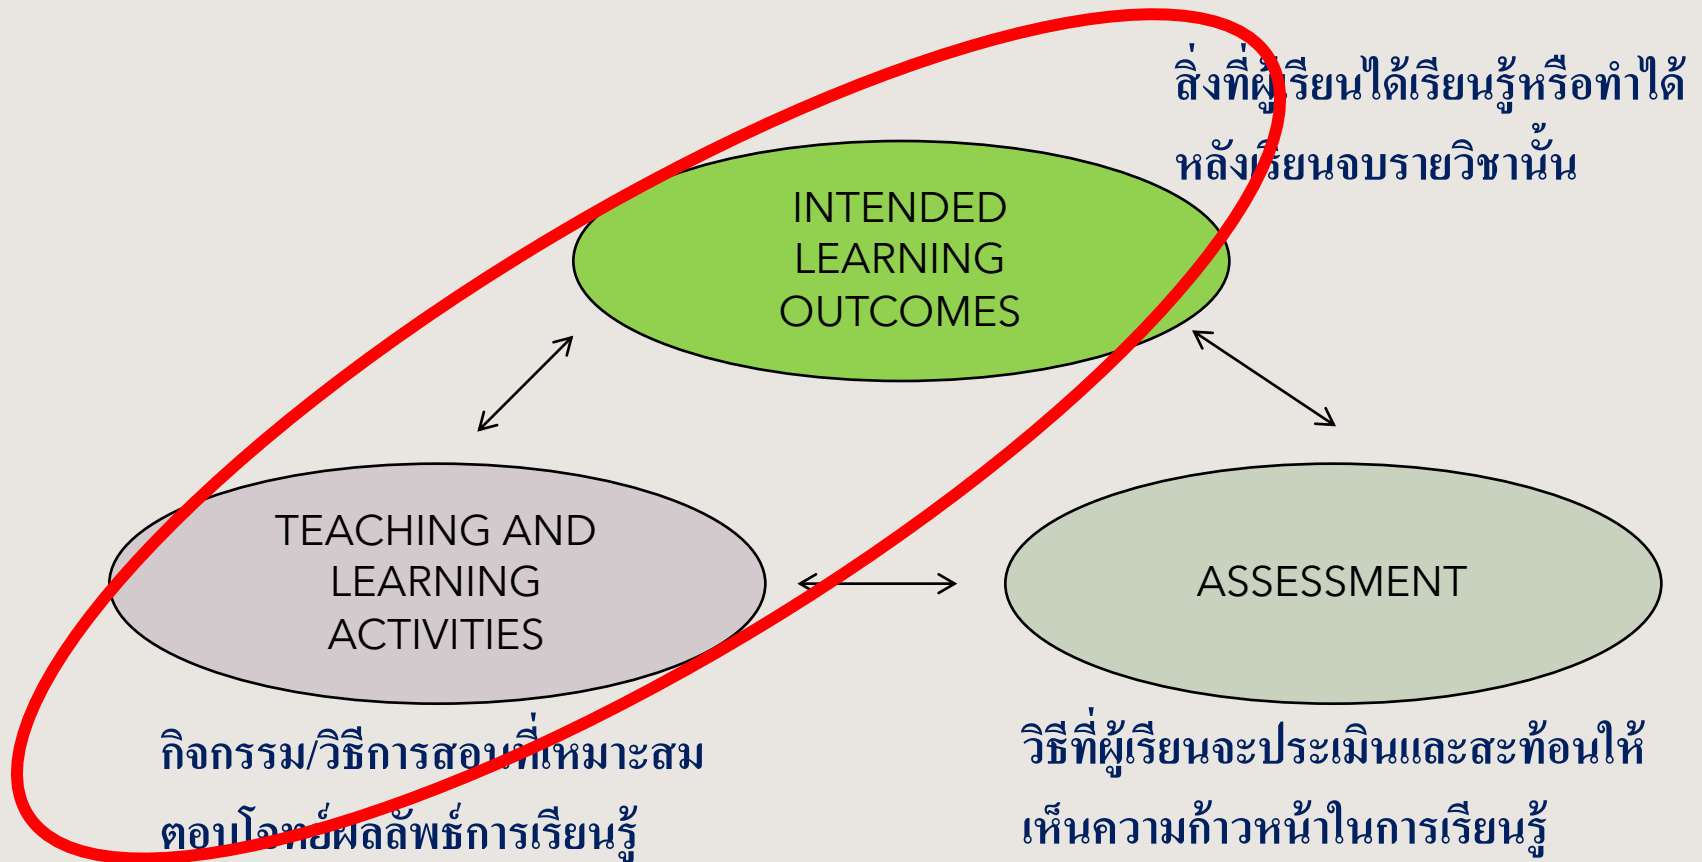 สิ่งที่ผู้เรียนได้เรียนรู้หรือทำได้
หลังเรียนจบรายวิชานั้น
INTENDED
LEARNING
OUTCOMES
TEACHING AND
LEARNING
ACTIVITIES
ASSESSMENT
กิจกรรม/วิธีการสอนที่เหมาะสม
ตอบโจทย์ผลลัพธ์การเรียนรู้
วิธีที่ผู้เรียนจะประเมินและสะท้อนให้
เห็นความก้าวหน้าในการเรียนรู้